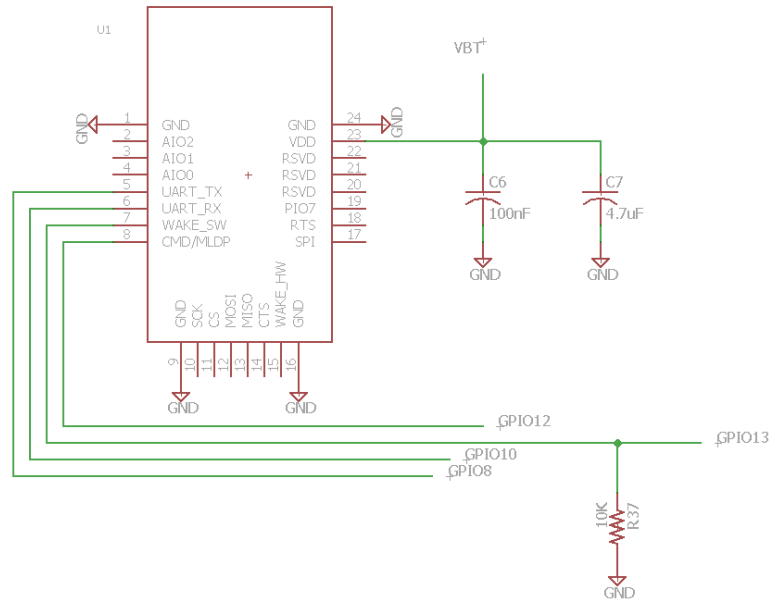 U1
VBT
1 GND
2 AIO2
3 AIO1
4 AIO0
5 UART_TX
6 UART_RX
7 WAKE_SW
8 CMD/MLDP
GND 24
VDD 23
RSVD 22
RSVD 21
RSVD 20
PIO7 19
RTS 18
SPI 17
GND
GND
GND
SCK
CS
MOSI
MISO
CTS
WAKE_HW
GND
9
10
11
12
13
14
15
16
GND
GND
C6
100nF
GND
C7
4.7uF
GND
GPIO12
GPIO13
GPIO10
GPIO8
10K
R37
GND